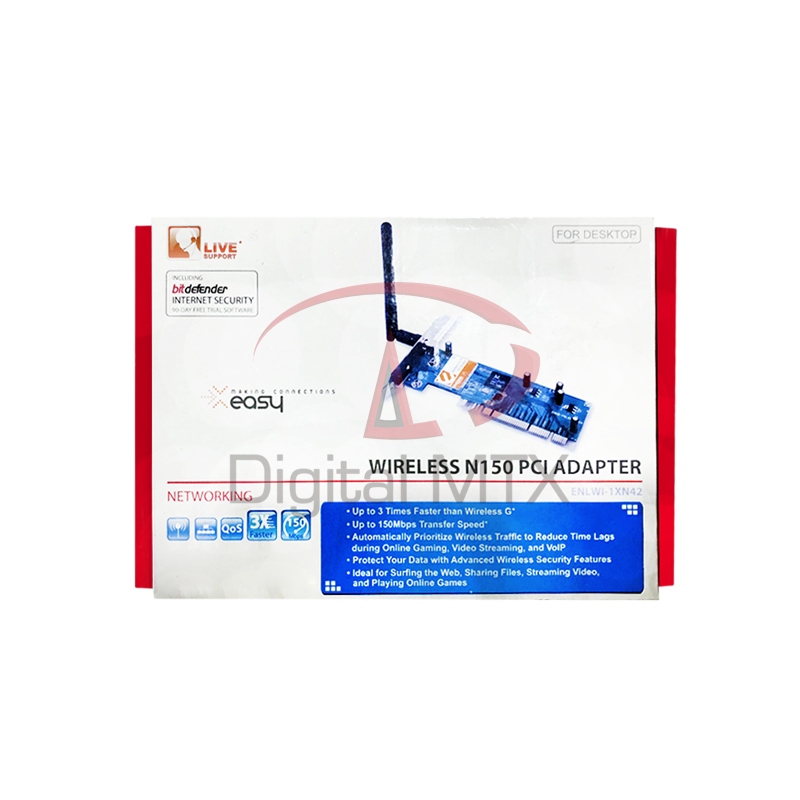 LIVE*
SUPPORT
FOR DESKTOP
INCLUDING
bitdefender
INTERNET SECURITY
90-DAY FREE TRIAL SOFTWARE
MAKING CONNECTIONS
easy
Digital MTX
WIRELESS N150 PCI ADAPTER
ENLWI-1XN42
NETWORKING
QoS
3X
Faster
150
Mbps
• Up to 3 Times Faster than Wireless G*
• Up to 150Mbps Transfer Speed*
• Automatically Prioritize Wireless Traffic to Reduce Time Lags
during Online Gaming, Video Streaming, and VoIP
• Protect Your Data with Advanced Wireless Security Features
• Ideal for Surfing the Web, Sharing Files, Streaming Video,
and Playing Online Games